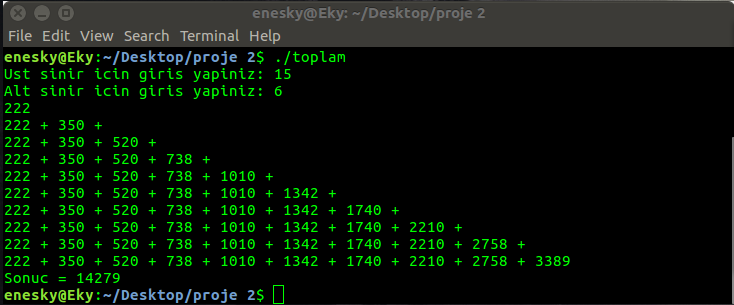 enesky@Eky: ~/Desktop/proje 2
File Edit View Search Terminal Help
enesky@Eky:~/Desktop/proje 2$ ./toplam
Ust sinir icin giris yapiniz: 15
Alt sinir icin giris yapiniz: 6
222
222 + 350 +
222 + 350 + 520 +
222 + 350 + 520 + 738 +
222 + 350 + 520 + 738 + 1010 +
222 + 350 + 520 + 738 + 1010 + 1342 +
222 + 350 + 520 + 738 + 1010 + 1342 + 1740 +
222 + 350 + 520 + 738 + 1010 + 1342 + 1740 + 2210 +
222 + 350 + 520 + 738 + 1010 + 1342 + 1740 + 2210 + 2758 +
222 + 350 + 520 + 738 + 1010 + 1342 + 1740 + 2210 + 2758 + 3389
Sonuc = 14279
enesky@Eky:~/Desktop/proje 2$